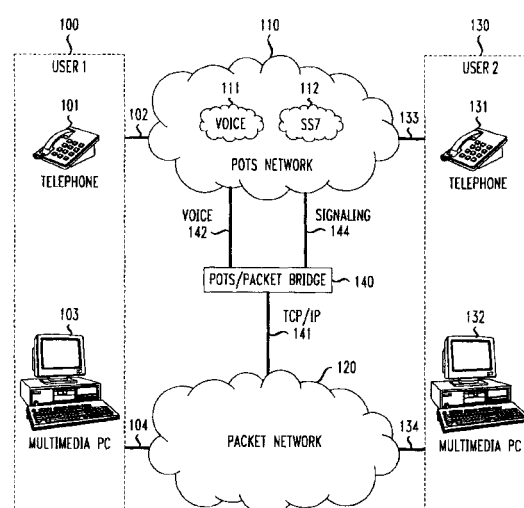 100
110
130
USER 1
USER 2
101
102
111
VOICE
112
SS7
133
131
TELEPHONE
POTS NETWORK
TELEPHONE
VOICE
142
SIGNALING
144
POTS/PACKET BRIDGE
140
103
TCP/IP
141
132
120
MULTIMEDIA PC
104
PACKET NETWORK
134
MULTIMEDIA PC